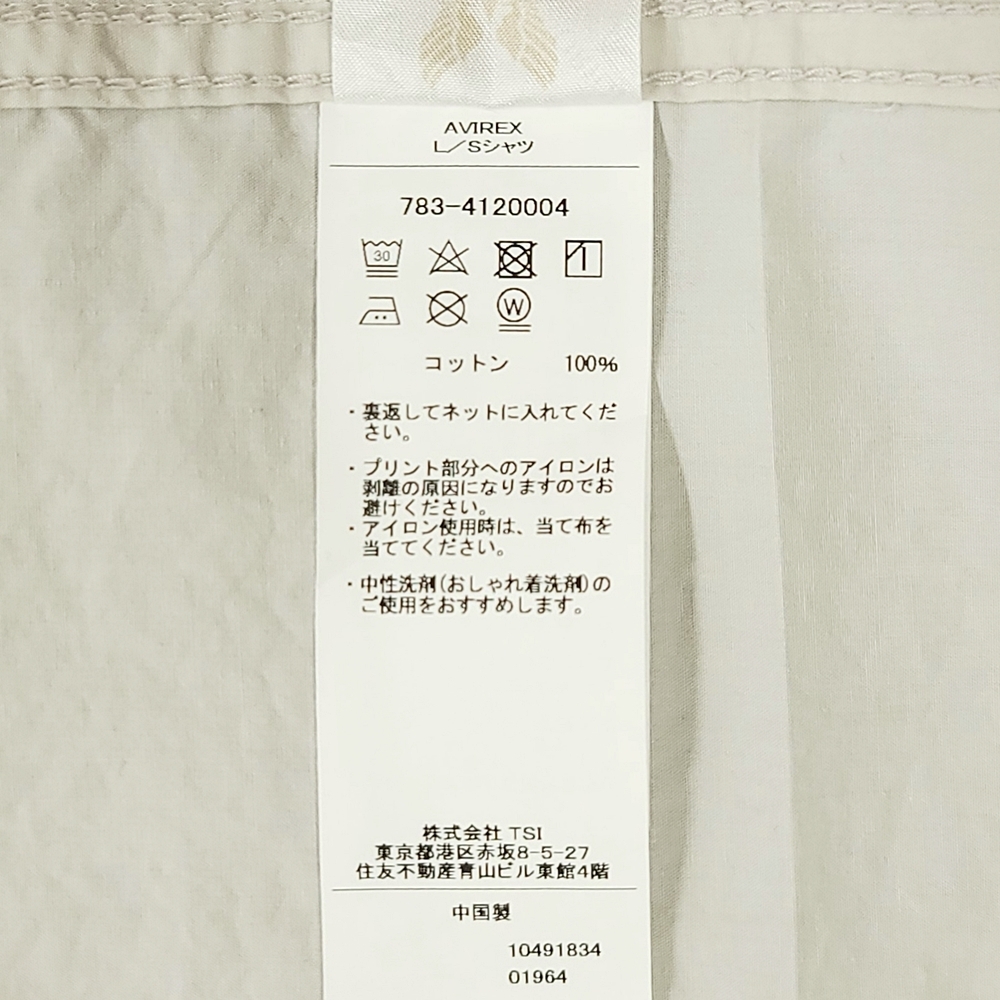 AVIREX
L／Sシャツ
783-4120004
30
W
コットン 100%
・裏返してネットに入れてくだ
さい。
・プリント部分へのアイロンは
剥離の原因になりますのでお
避けください。
・アイロン使用時は、当て布を
当ててください。
・中性洗剤(おしゃれ着洗剤)の
ご使用をおすすめします。
株式会社 TSI
東京都港区赤坂8-5-27
住友不動産青山ビル東館4階
中国製
10491834
01964